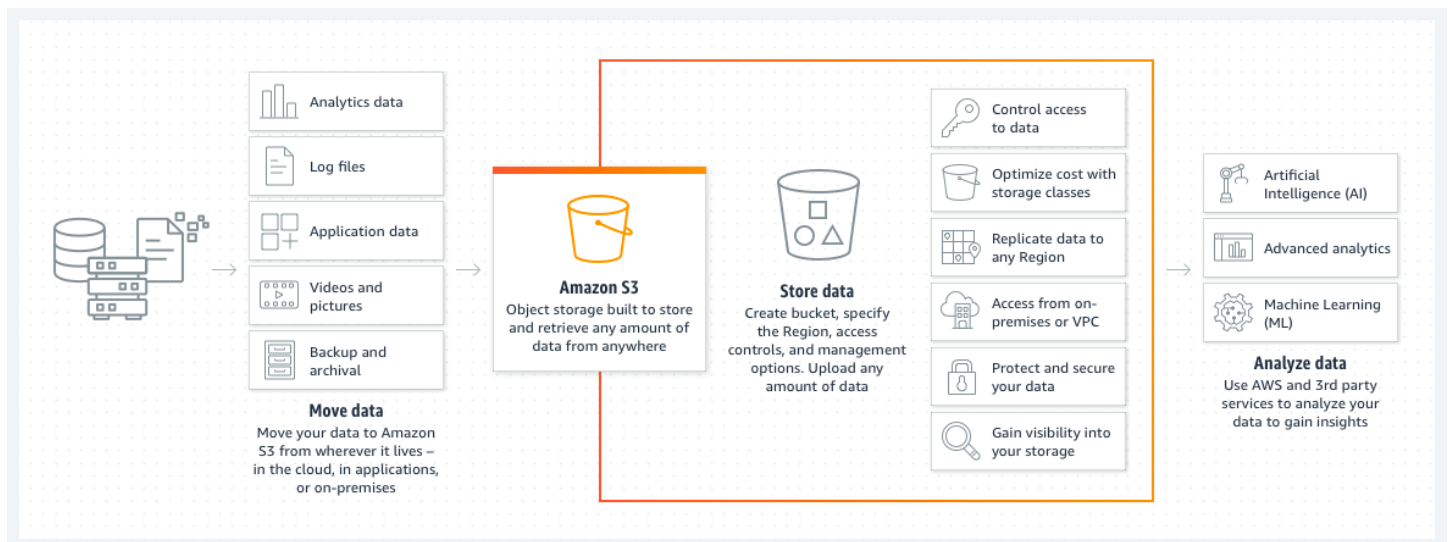 Analytics data
Log files
Application data
Videos and
pictures
Backup and
archival
Move data
Move your data to Amazon
S3 from wherever it lives –
in the cloud, in applications,
or on-premises
Amazon S3
Object storage built to store
and retrieve any amount of
data from anywhere
Store data
Create bucket, specify
the Region, access
controls, and management
options. Upload any
amount of data
Control access
to data
Optimize cost with
storage classes
Replicate data to
any Region
Access from on-
premises or VPC
Protect and secure
your data
Gain visibility into
your storage
Artificial
Intelligence (AI)
Advanced analytics
Machine Learning
(ML)
Analyze data
Use AWS and 3rd party
services to analyze your
data to gain insights